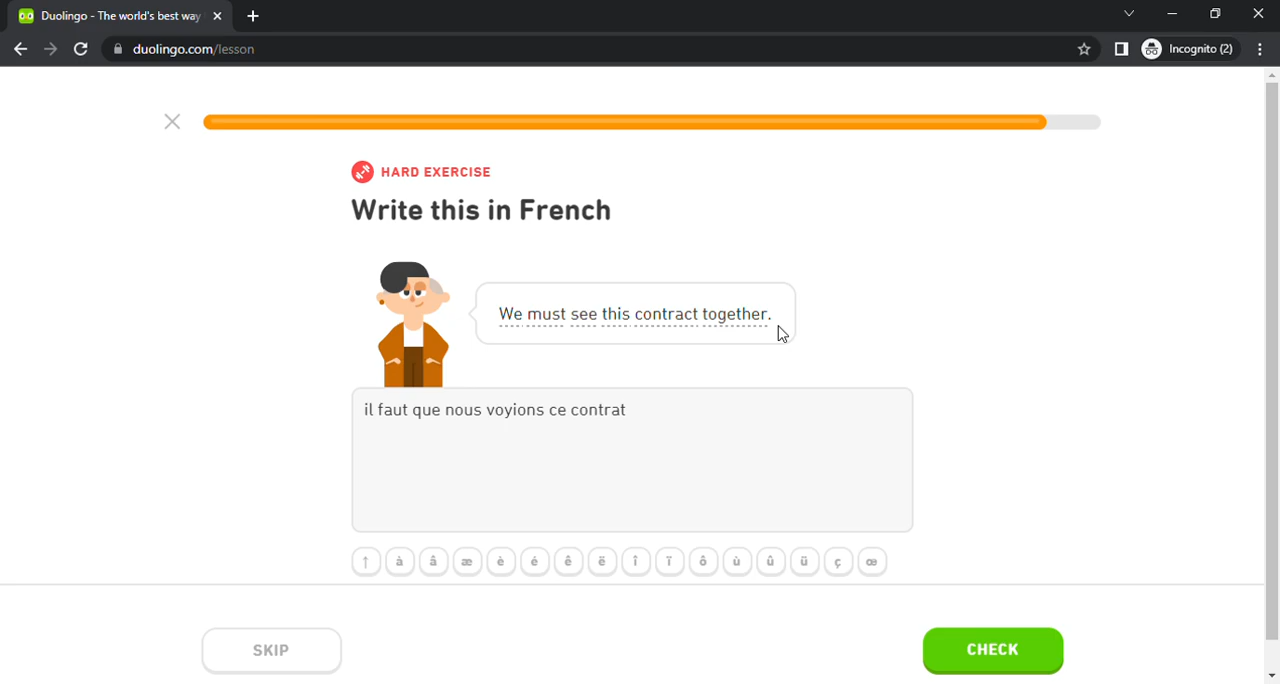 Duolingo - The world's best way
duolingo.com/lesson
Incognito (2)
HARD EXERCISE
Write this in French
We must see this contract together.
il faut que nous voyions ce contrat
↑ à â æ è é ê ë î ï ô ù û ü ç œ
SKIP
CHECK